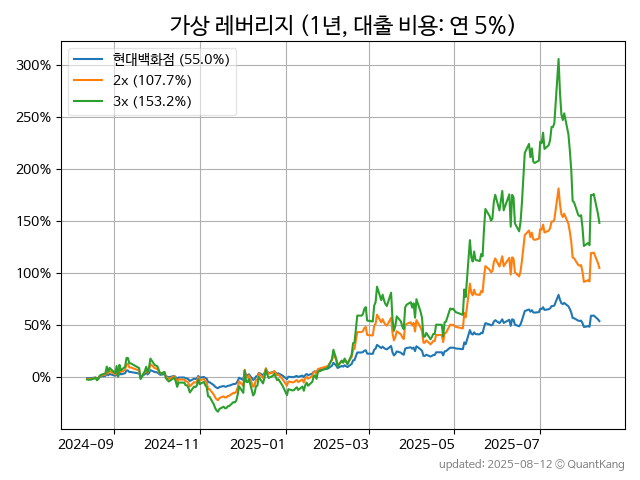 가상 레버리지 (1년, 대출 비용: 연 5%)
현대백화점 (55.0%)
2x (107.7%)
3x (153.2%)
300%
250%
200%
150%
100%
50%
0%
2024-09
2024-11
2025-01
2025-03
2025-05
2025-07
updated: 2025-08-12 © QuantKang